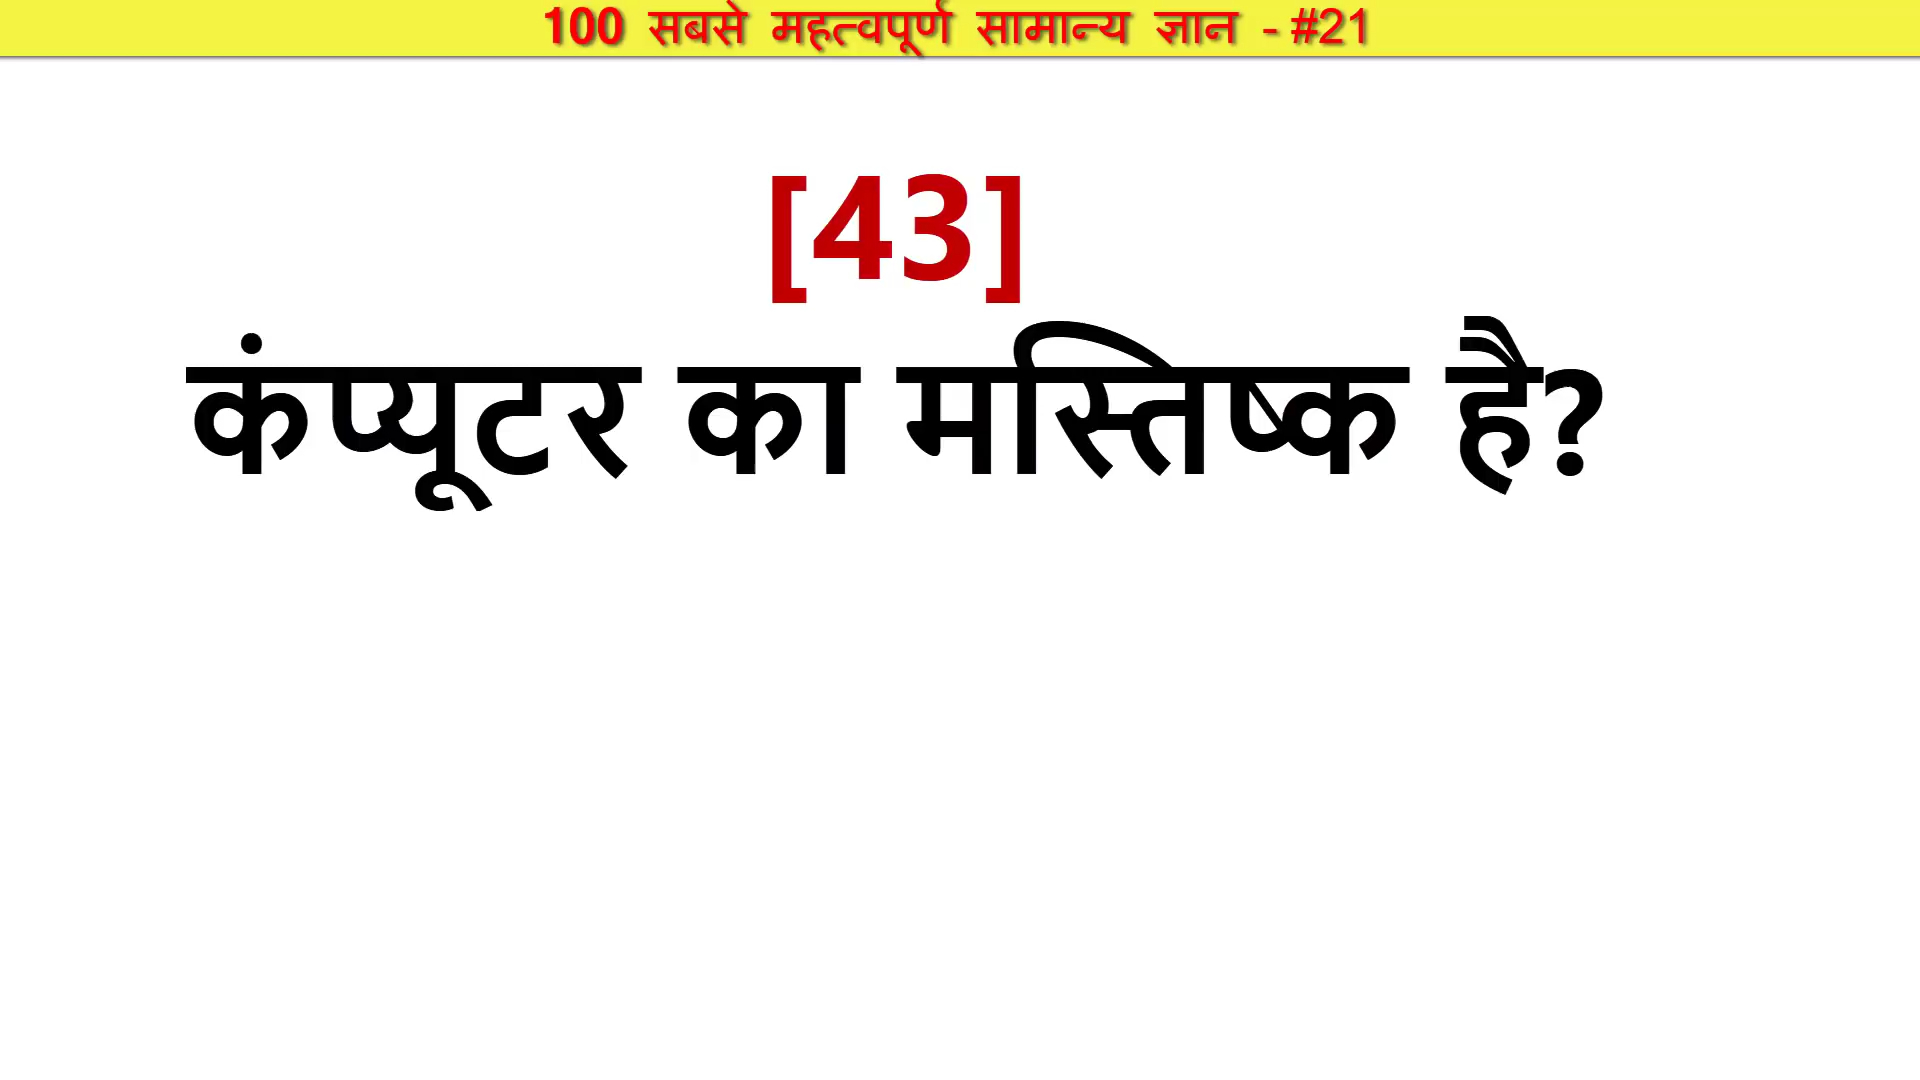 100 सबसे महत्वपूर्ण सामान्य ज्ञान - #21
[43]
कंप्यूटर का मस्तिष्क है?